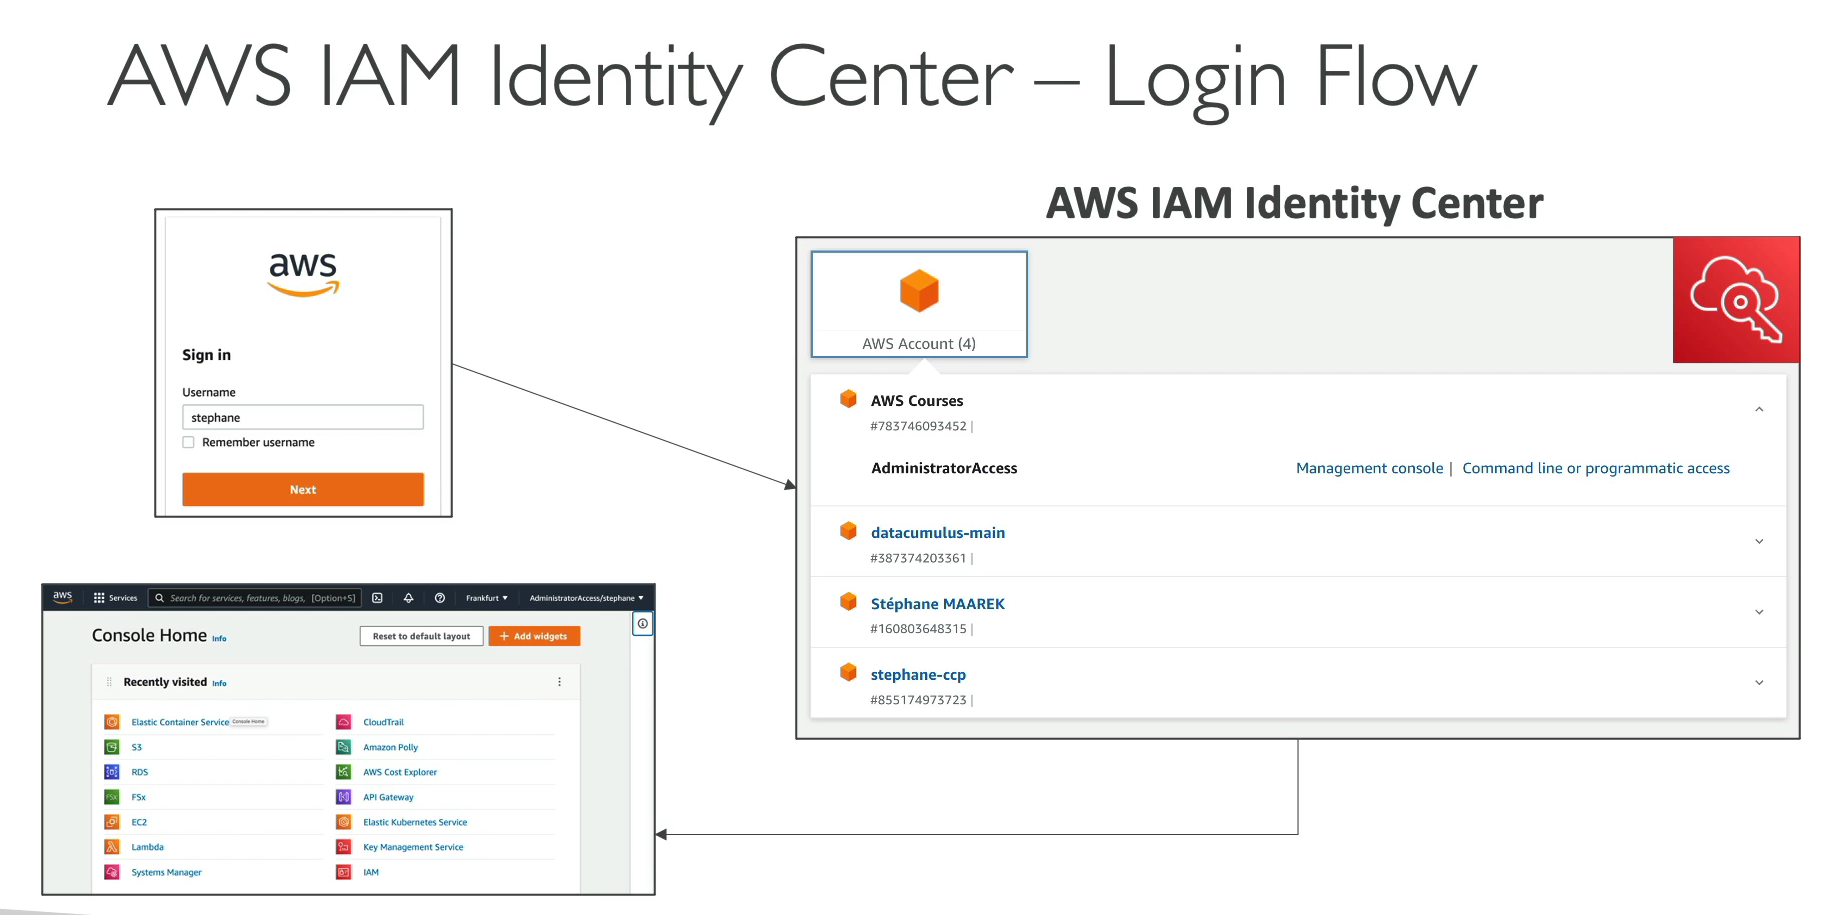 AWS IAM Identity Center – Login Flow
aws
Sign in
Username
stephane
Remember username
Next
AWS IAM Identity Center
AWS Account (4)
AWS Courses
#783746093452 |
AdministratorAccess Management console | Command line or programmatic access
datacumulus-main
#387374203361 |
Stéphane MAAREK
#160803648315 |
stephane-ccp
#855174973723 |
aws Services Search for services, features, blogs, [Option+S] Frankfurt ▼ AdministratorAccess/stephane ▼
Console Home Info Reset to default layout + Add widgets
Recently visited Info
Elastic Container Service Console Home CloudTrail
S3 Amazon Polly
RDS AWS Cost Explorer
FSx FSx API Gateway
EC2 Elastic Kubernetes Service
Lambda Key Management Service
Systems Manager IAM